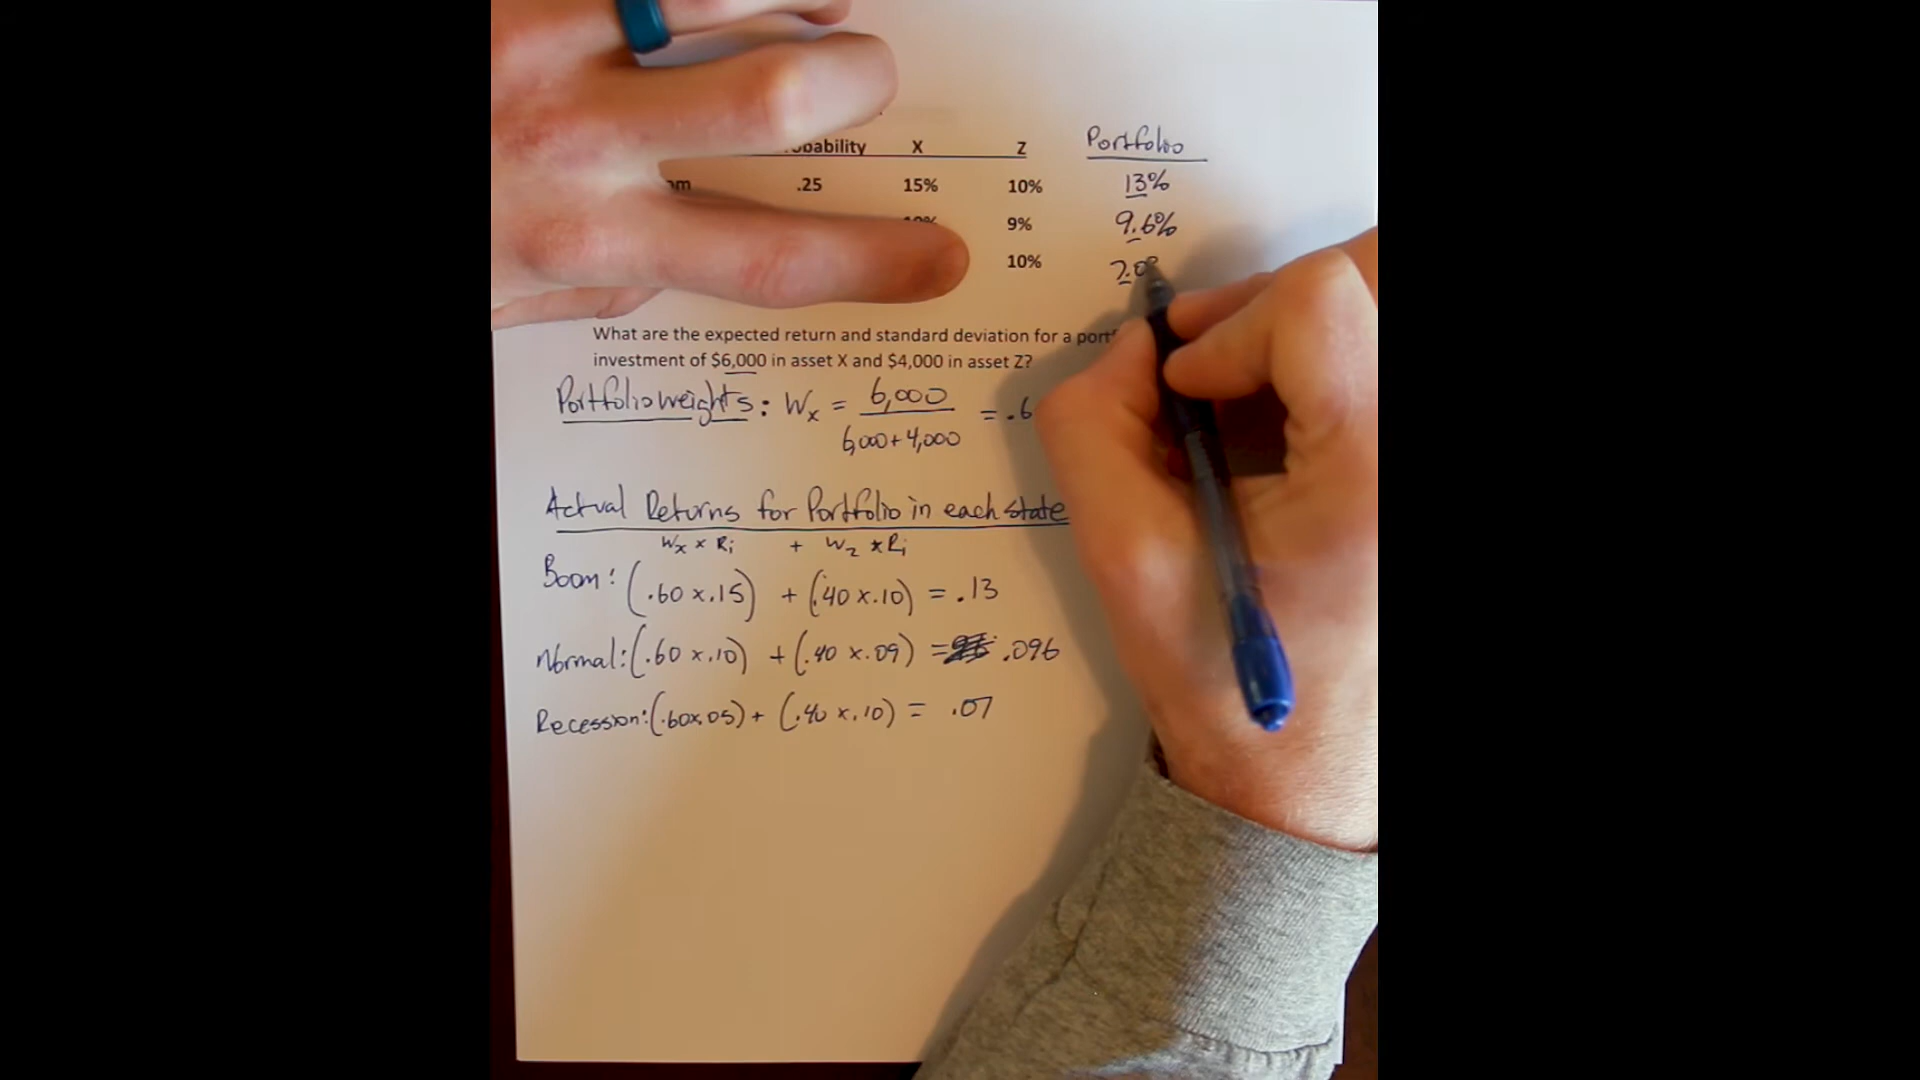 X Z Portfolio
.25 15% 10% 13%
9% 9.6%
10% 7.0
What are the expected return and standard deviation for a
investment of $6,000 in asset X and $4,000 in asset Z?
Portfolio weights: Wx = 6,000 / 6,000 + 4,000 = .6
Actual Returns for Portfolio in each state
Wx × Ri + Wz × Ri
Boom: (.60 x .15) + (.40 x .10) = .13
Normal: (.60 x .10) + (.40 x .09) = .096
Recession: (.60x.05) + (.40 x .10) = .07